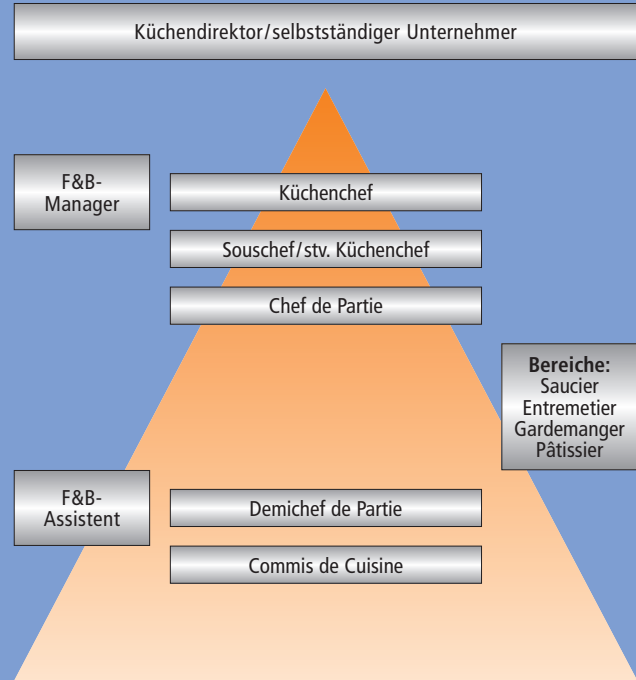 Küchendirektor/selbstständiger Unternehmer
F&B-
Manager
Küchenchef
Souschef/stv. Küchenchef
Chef de Partie
Bereiche:
Saucier
Entremetier
Gardemanger
Pâtissier
F&B-
Assistent
Demichef de Partie
Commis de Cuisine